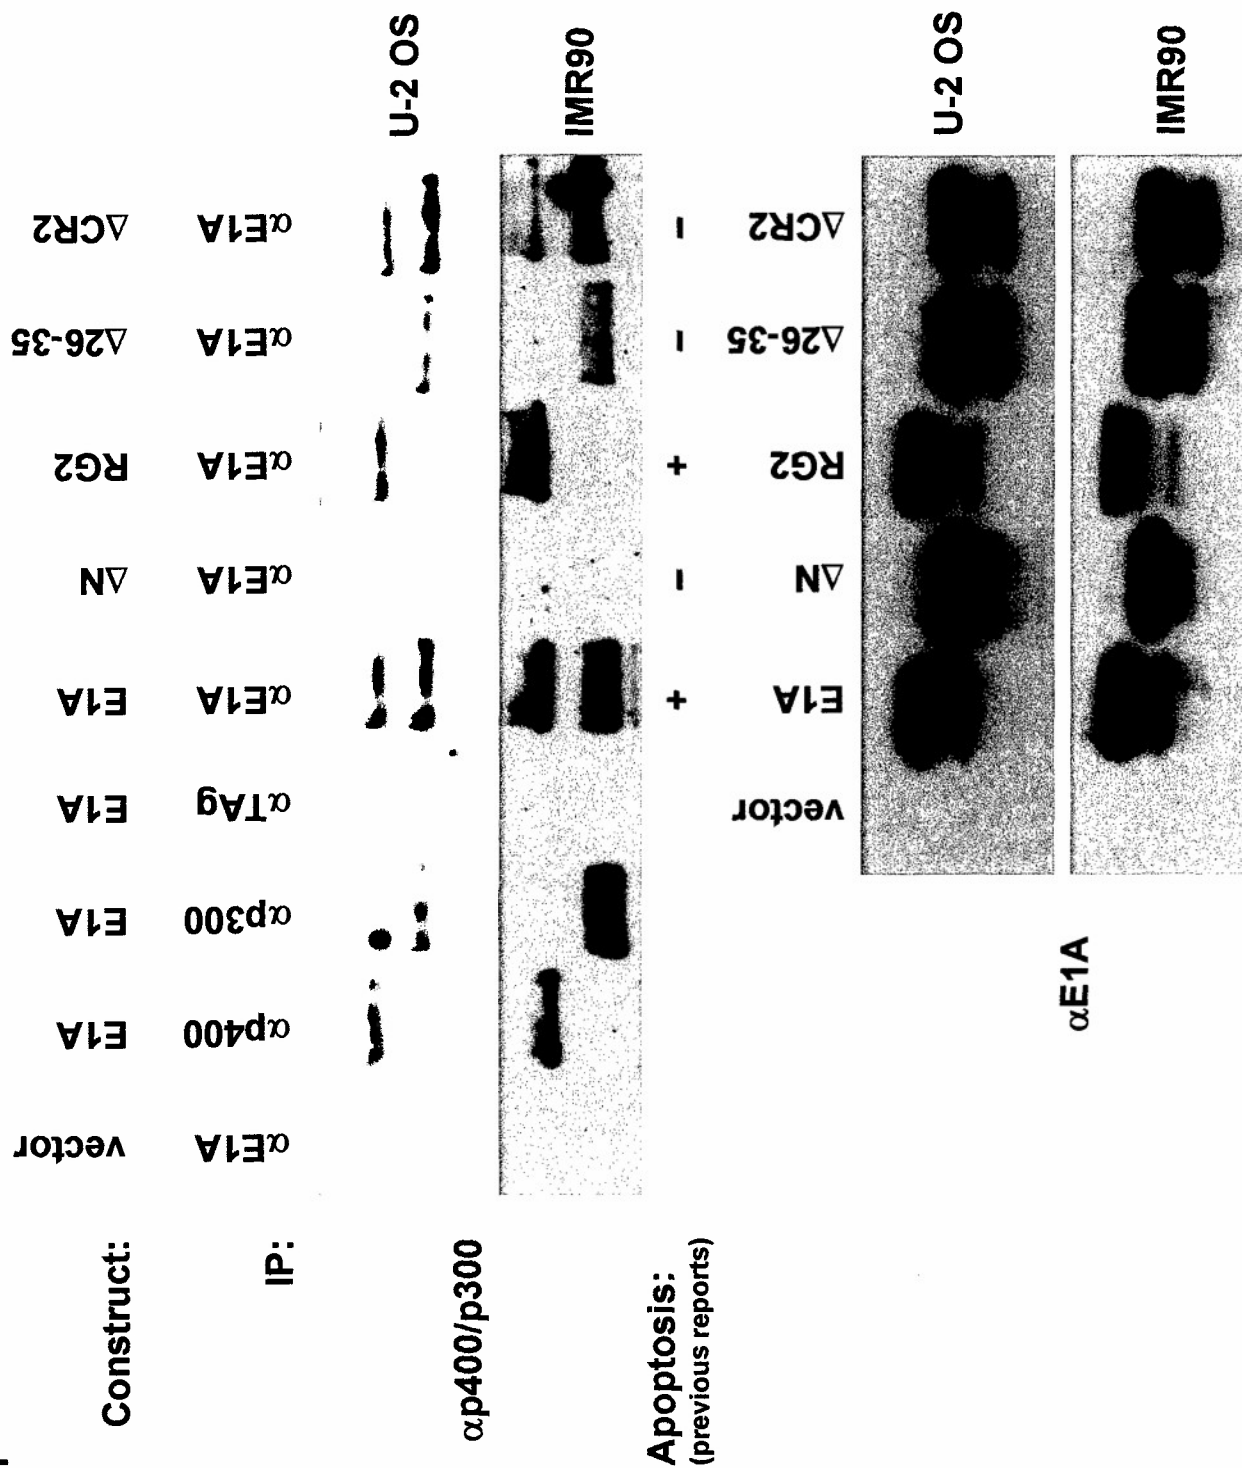 Construct: vector E1A E1A E1A E1A ΔN RG2 Δ26-35 ΔCR2
IP: αE1A αp400 αp300 αTAg αE1A αE1A αE1A αE1A αE1A
αp400/p300
U-2 OS
IMR90
Apoptosis: + - + - -
(previous reports)
vector E1A ΔN RG2 Δ26-35 ΔCR2
αE1A
U-2 OS
IMR90